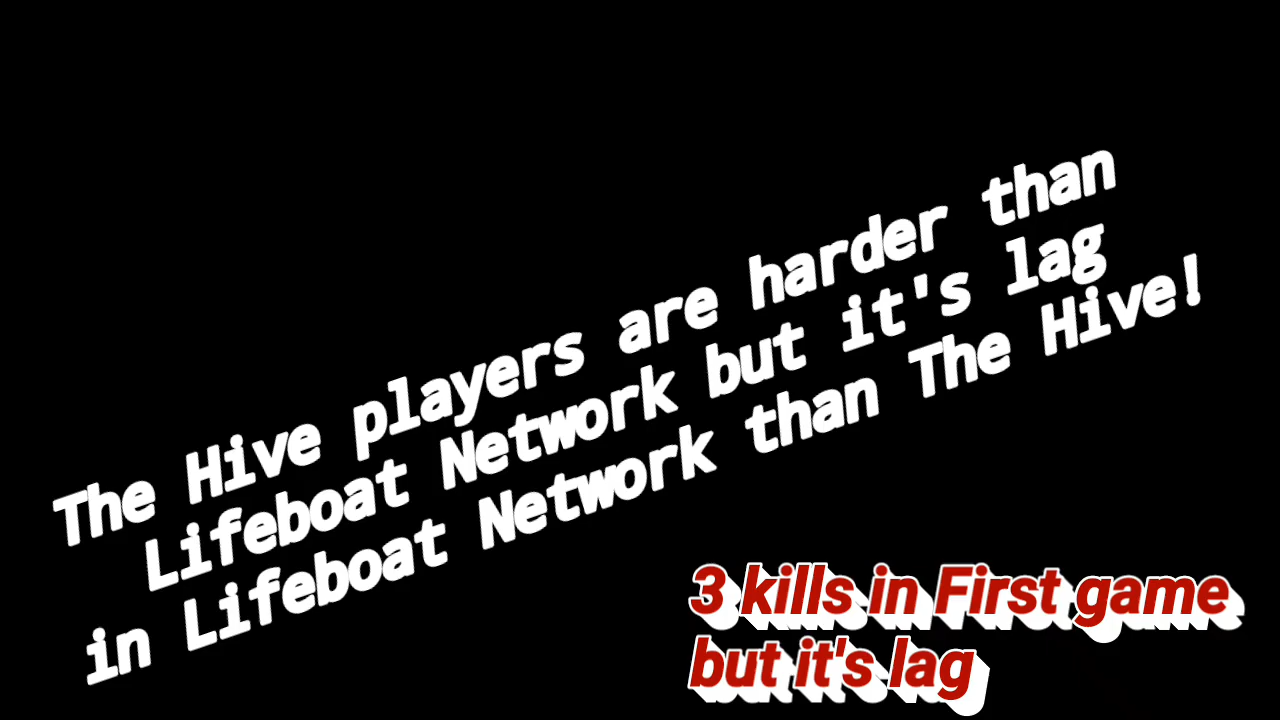 The Hive players are harder than
Lifeboat Network but it's lag
in Lifeboat Network than The Hive!
3 kills in First game
but it's lag